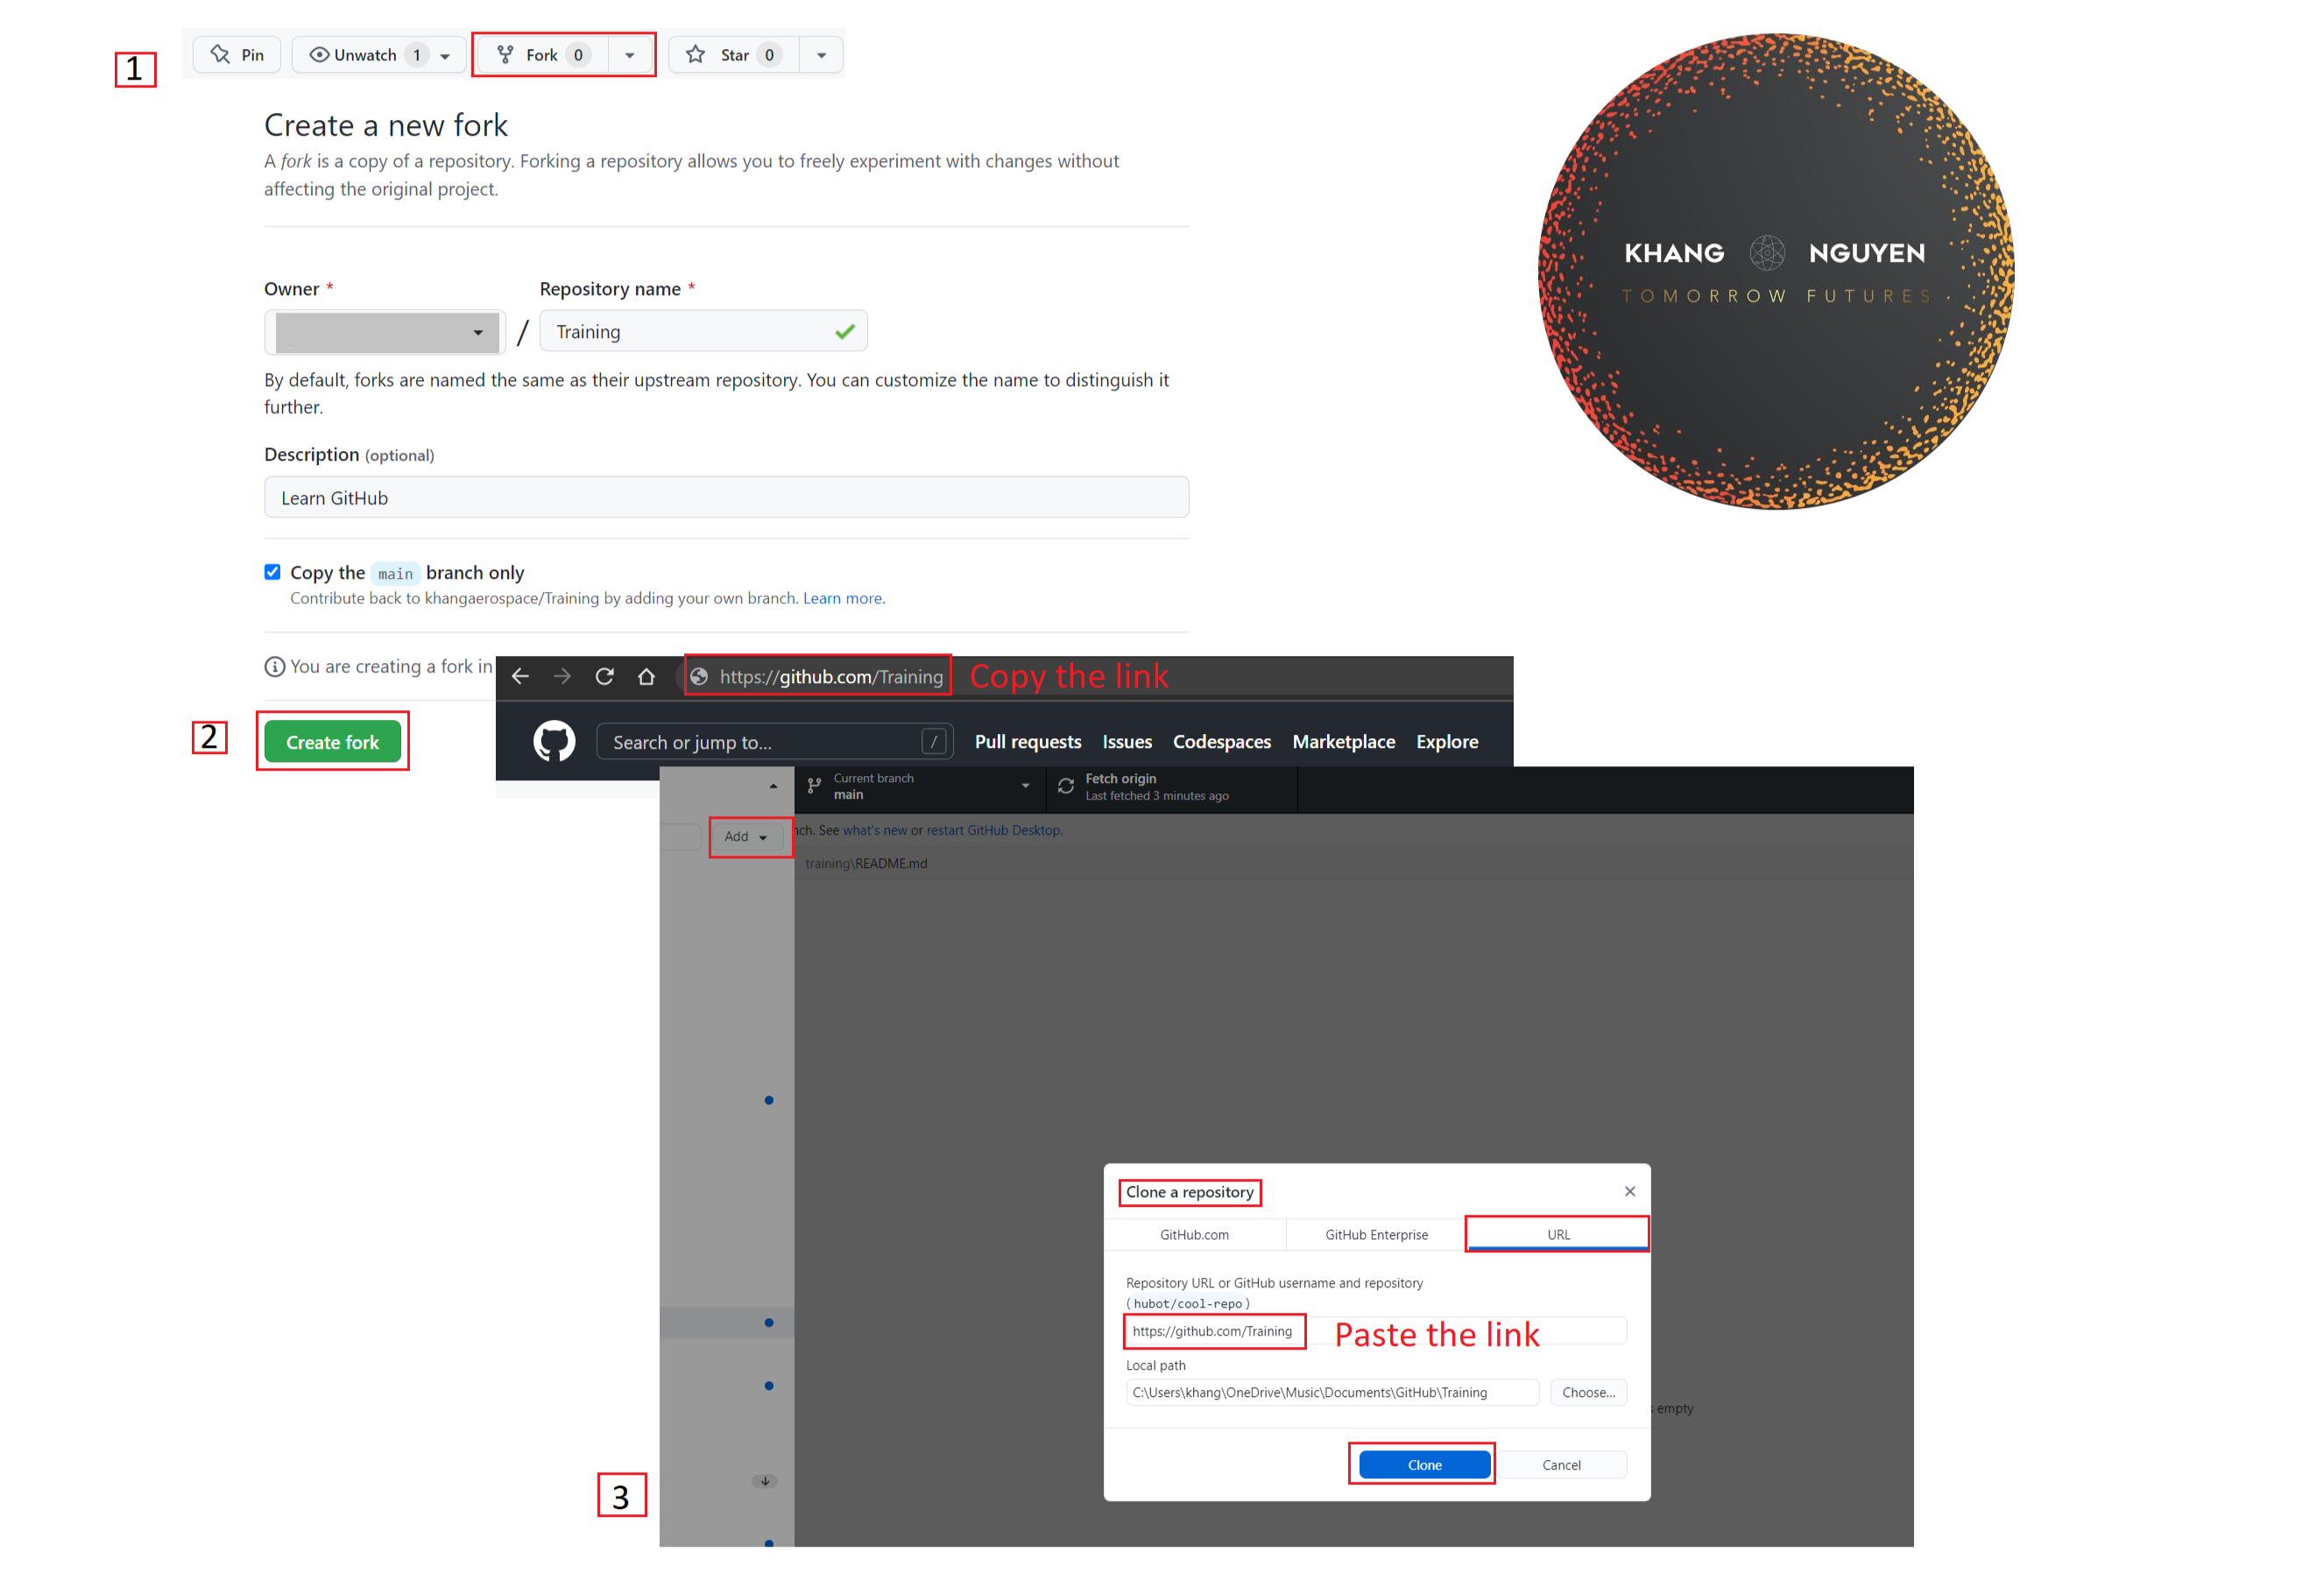 1
Pin
Unwatch 1
Fork 0
Star 0
Create a new fork
A fork is a copy of a repository. Forking a repository allows you to freely experiment with changes without
affecting the original project.
KHANG NGUYEN
TOMORROW FUTURES
Owner *
Repository name *
/
Training
By default, forks are named the same as their upstream repository. You can customize the name to distinguish it
further.
Description (optional)
Learn GitHub
Copy the main branch only
Contribute back to khangaerospace/Training by adding your own branch. Learn more.
You are creating a fork in
https://github.com/Training
Copy the link
2
Create fork
Search or jump to...
/
Pull requests
Issues
Codespaces
Marketplace
Explore
Current branch
main
Fetch origin
Last fetched 3 minutes ago
Add
nch. See what's new or restart GitHub Desktop.
training\README.md
Clone a repository
GitHub.com
GitHub Enterprise
URL
Repository URL or GitHub username and repository
(hubot/cool-repo)
https://github.com/Training
Paste the link
Local path
C:\Users\khang\OneDrive\Music\Documents\GitHub\Training
Choose...
empty
Clone
Cancel
3